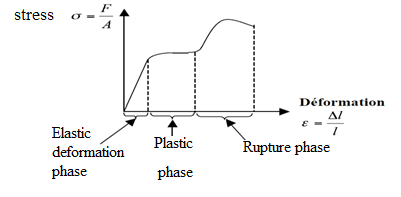 stress σ = F/A
Déformation
ε = Δl/l
Elastic
deformation
phase
Plastic
phase
Rupture phase